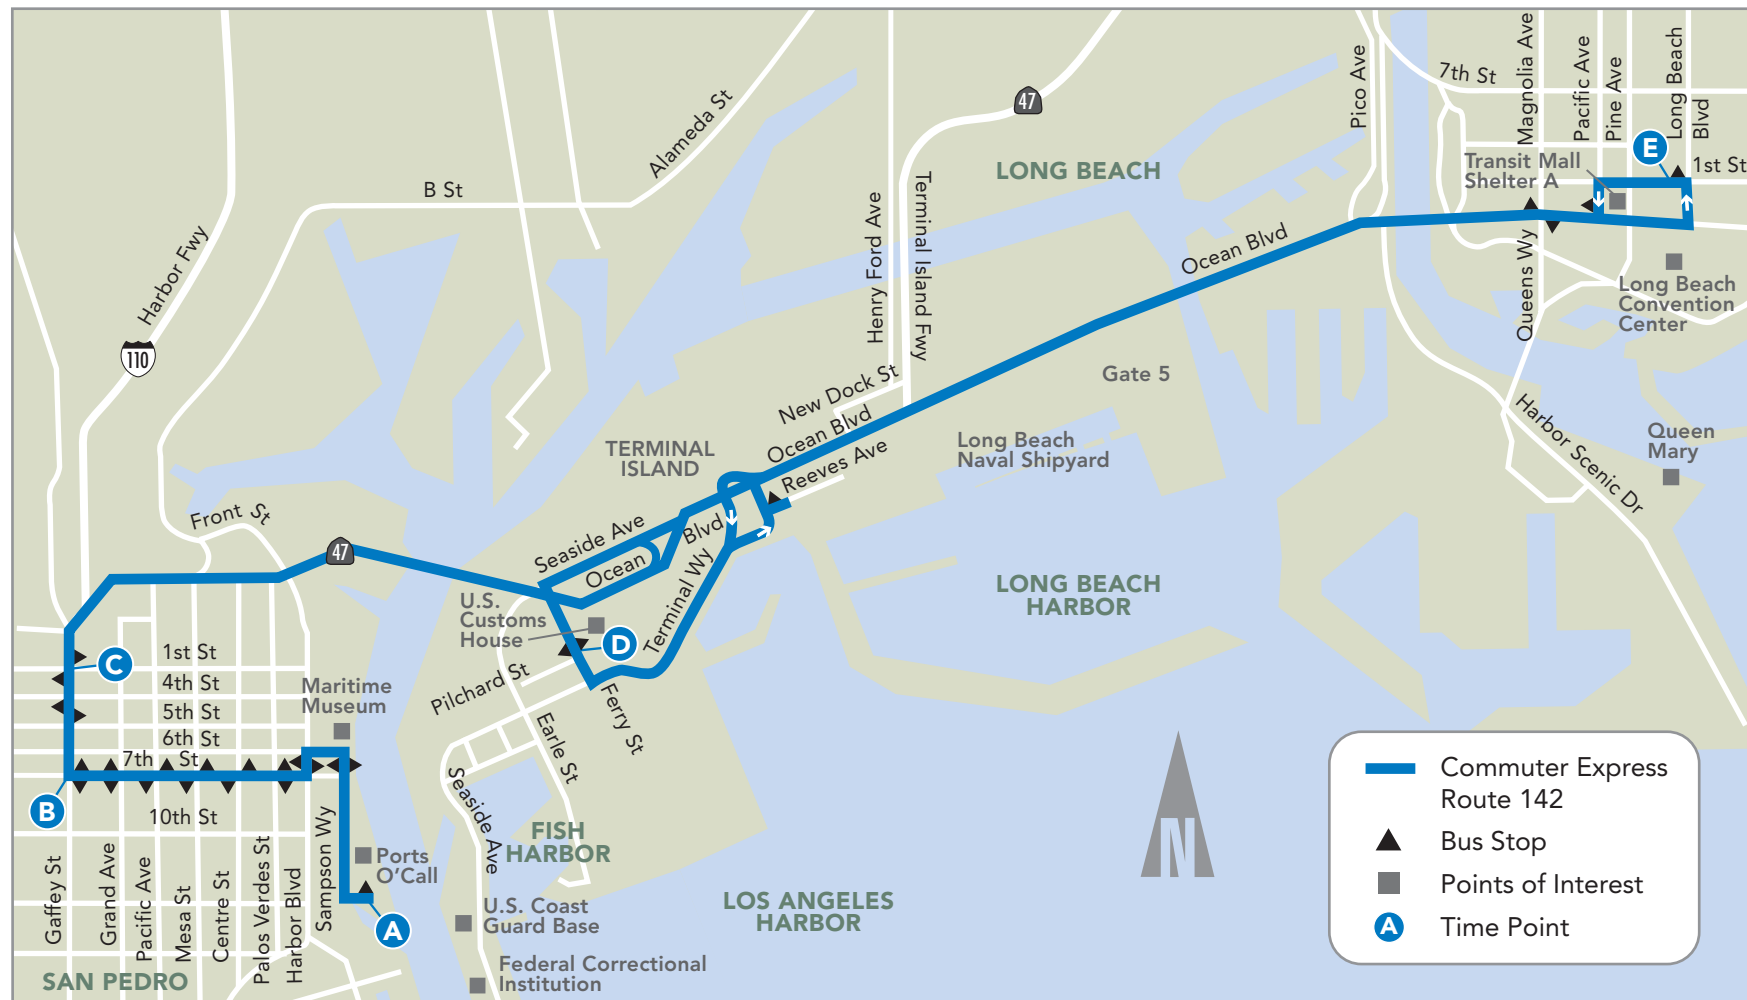 Harbor Fwy
110
B St
Alameda St
47
Henry Ford Ave
Terminal Island Fwy
LONG BEACH
Pico Ave
7th St
Magnolia Ave
Pacific Ave
Pine Ave
Long Beach
Blvd
E
1st St
Transit Mall
Shelter A
Ocean Blvd
Queens Wy
Long Beach
Convention
Center
Gate 5
New Dock St
Ocean Blvd
Reeves Ave
Long Beach
Naval Shipyard
Harbor Scenic Dr
Queen
Mary
TERMINAL
ISLAND
Front St
47
Seaside Ave
Ocean
Blvd
Terminal Wy
U.S.
Customs
House
D
LONG BEACH
HARBOR
C
1st St
4th St
5th St
6th St
7th St
10th St
Maritime
Museum
Pilchard St
Ferry St
Earle St
Seaside Ave
B
Gaffey St
Grand Ave
Pacific Ave
Mesa St
Centre St
Palos Verdes St
Harbor Blvd
Sampson Wy
Ports
O'Call
A
FISH
HARBOR
U.S. Coast
Guard Base
Federal Correctional
Institution
LOS ANGELES
HARBOR
SAN PEDRO
N
Commuter Express
Route 142
Bus Stop
Points of Interest
A Time Point